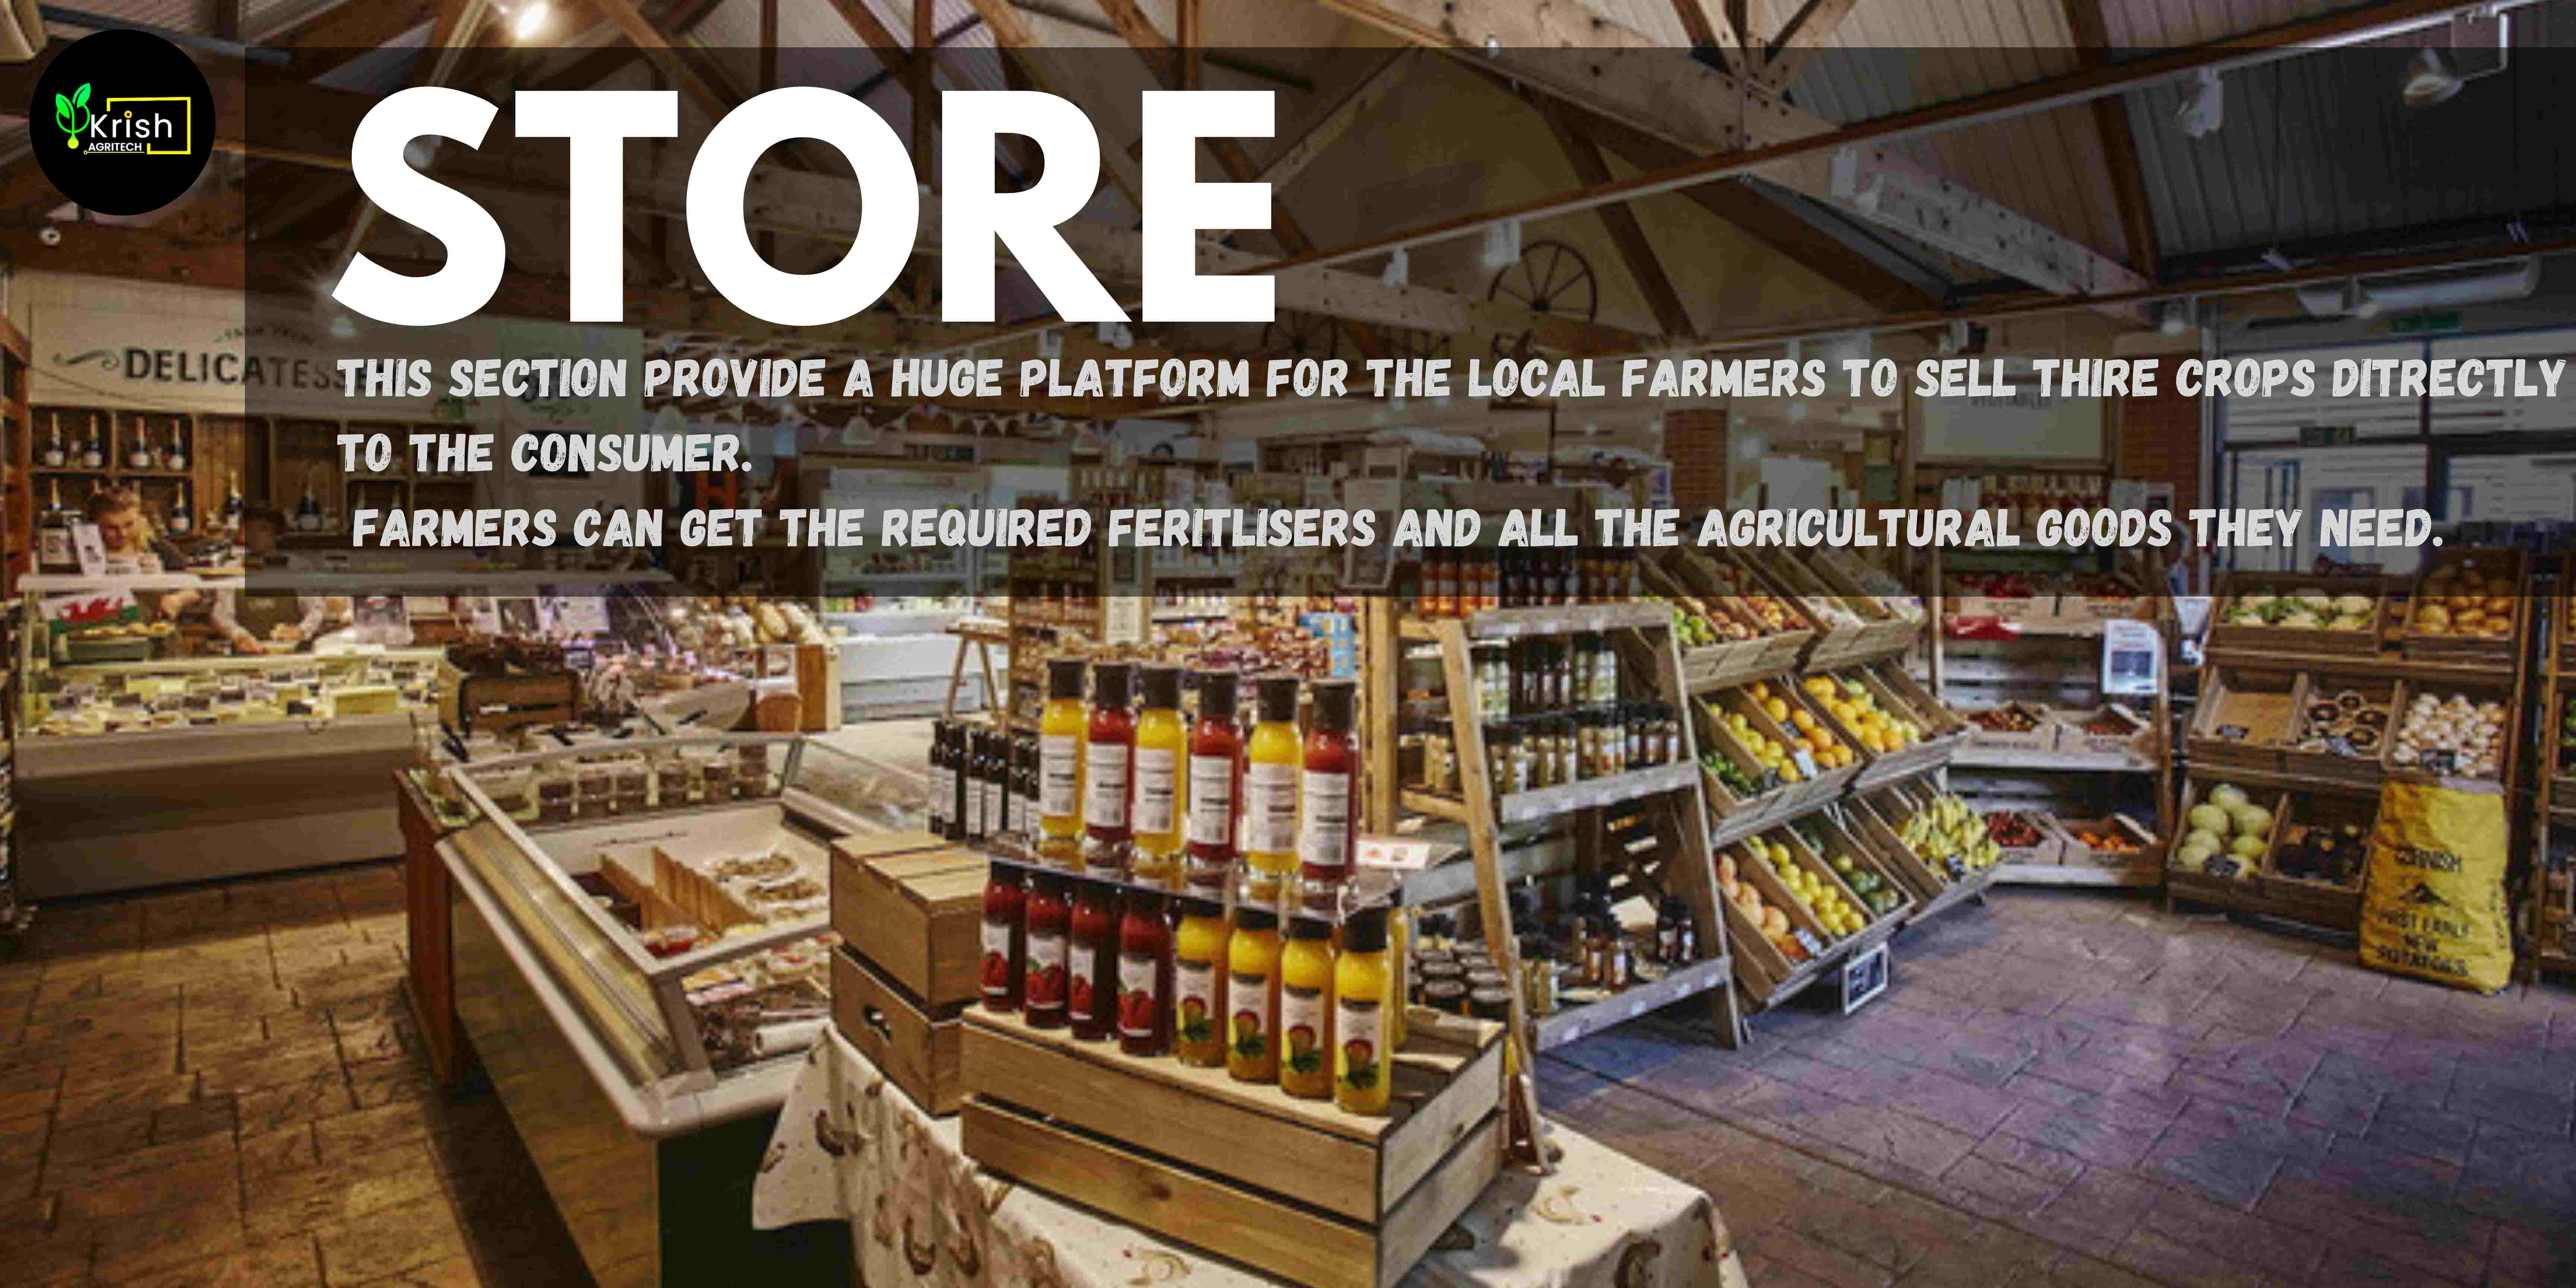 Krish
AGRITECH
STORE
DELICATESSE
THIS SECTION PROVIDE A HUGE PLATFORM FOR THE LOCAL FARMERS TO SELL THIRE CROPS DITRECTLY
TO THE CONSUMER.
FARMERS CAN GET THE REQUIRED FERITLISERS AND ALL THE AGRICULTURAL GOODS THEY NEED.
CORNISH
FIRST EARLY
NEW
POTATOES